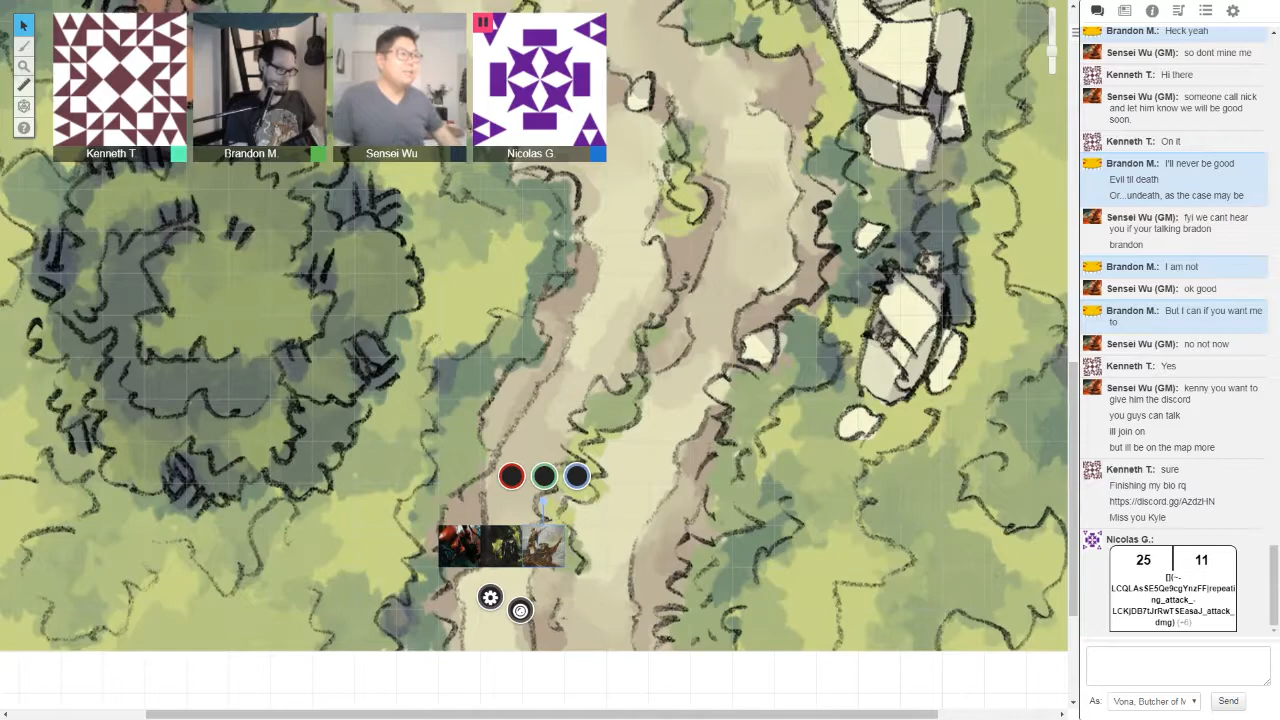 Kenneth T.
Brandon M.
Sensei Wu
Nicolas G.
Brandon M.: Heck yeah
Sensei Wu (GM): so dont mine me
Kenneth T.: Hi there
Sensei Wu (GM): someone call nick
and let him know we will be good
soon.
Kenneth T.: On it
Brandon M.: I'll never be good
Evil til death
Or...undeath, as the case may be
Sensei Wu (GM): fyi we cant hear
you if your talking bradon
brandon
Brandon M.: I am not
Sensei Wu (GM): ok good
Brandon M.: But I can if you want me
to
Sensei Wu (GM): no not now
Kenneth T.: Yes
Sensei Wu (GM): kenny you want to
give him the discord
you guys can talk
ill join on
but ill be on the map more
Kenneth T.: sure
Finishing my bio rq
https://discord.gg/AzdzHN
Miss you Kyle
Nicolas G.:
25 11
ng_attack_-
dmg) (+6)
As:
Send